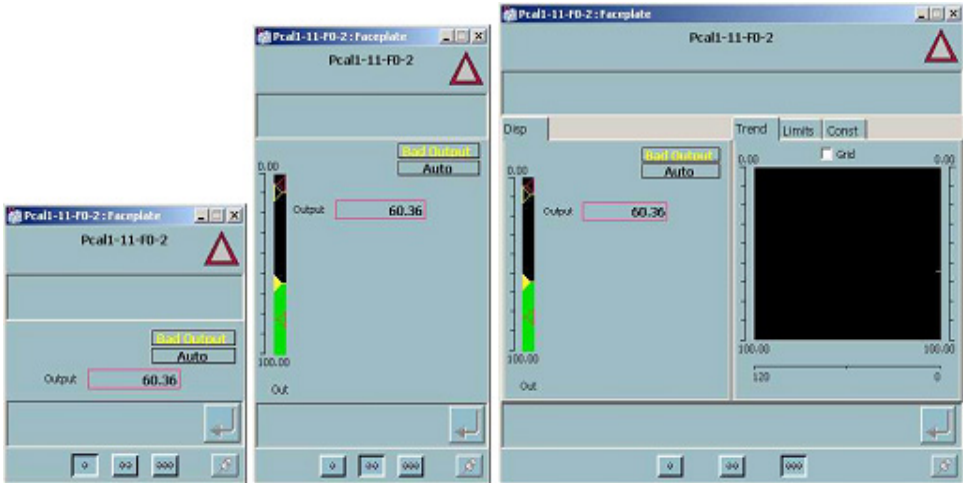 Pcal1-11-F0-2 : Faceplate
Pcal1-11-F0-2
Bad Output
Auto
Output 60.36
Pcal1-11-F0-2 : Faceplate
Pcal1-11-F0-2
Bad Output
Auto
0.00
Output 60.36
100.00
Out
Pcal1-11-F0-2 : Faceplate
Pcal1-11-F0-2
Disp
Bad Output
Auto
0.00
Output 60.36
100.00
Out
Trend Limits Const
Grid
0.00 0.00
100.00 100.00
120 0